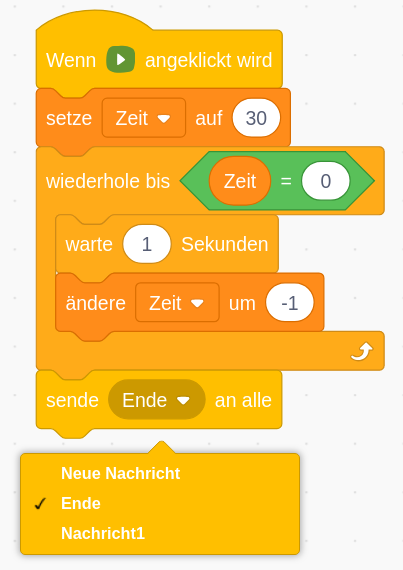 Wenn angeklickt wird
setze Zeit auf 30
wiederhole bis Zeit = 0
warte 1 Sekunden
ändere Zeit um -1
sende Ende an alle
Neue Nachricht
✓ Ende
Nachricht1